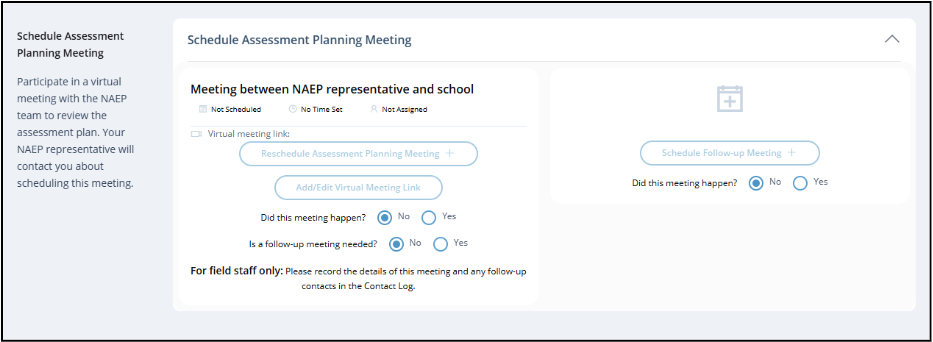 Schedule Assessment
Planning Meeting
Participate in a virtual
meeting with the NAEP
team to review the
assessment plan. Your
NAEP representative will
contact you about
scheduling this meeting.
Schedule Assessment Planning Meeting
Meeting between NAEP representative and school
Not Scheduled No Time Set Not Assigned
Virtual meeting link:
Reschedule Assessment Planning Meeting +
Add/Edit Virtual Meeting Link
Did this meeting happen? No Yes
Is a follow-up meeting needed? No Yes
For field staff only: Please record the details of this meeting and any follow-up
contacts in the Contact Log.
Schedule Follow-up Meeting +
Did this meeting happen? No Yes